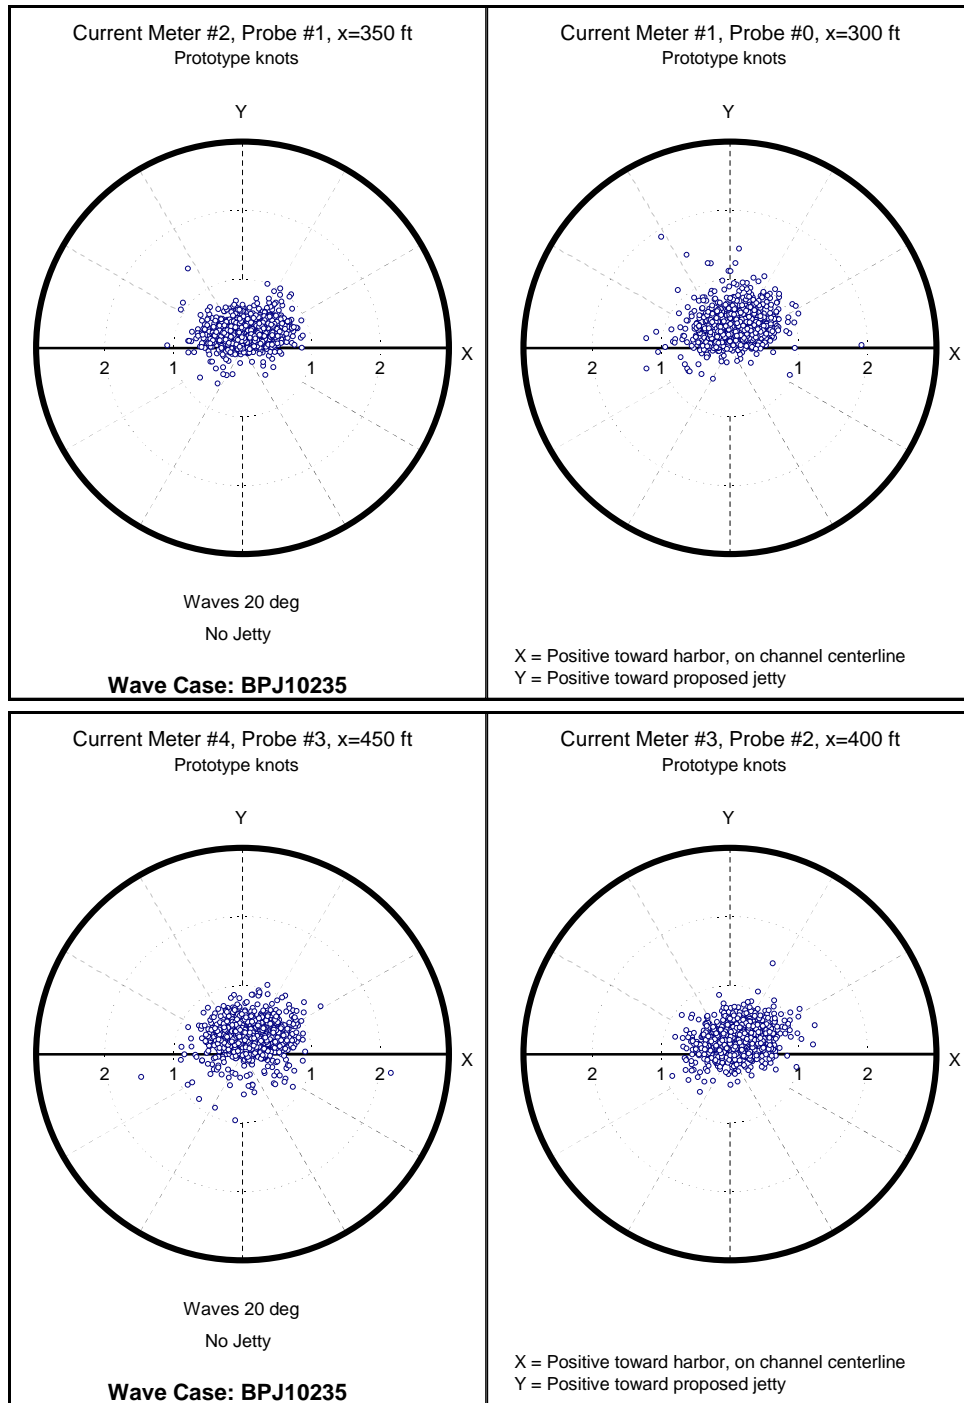 Current Meter #2, Probe #1, x=350 ft
Prototype knots
Y
X
2 1 1 2
Waves 20 deg
No Jetty
Wave Case: BPJ10235
Current Meter #1, Probe #0, x=300 ft
Prototype knots
Y
X
2 1 1 2
X = Positive toward harbor, on channel centerline
Y = Positive toward proposed jetty
Current Meter #4, Probe #3, x=450 ft
Prototype knots
Y
X
2 1 1 2
Waves 20 deg
No Jetty
Wave Case: BPJ10235
Current Meter #3, Probe #2, x=400 ft
Prototype knots
Y
X
2 1 1 2
X = Positive toward harbor, on channel centerline
Y = Positive toward proposed jetty